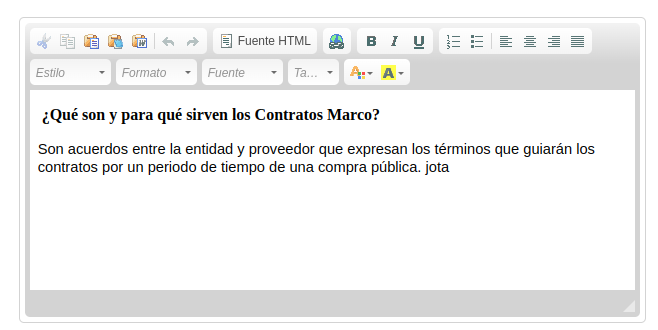 Fuente HTML
B I U
Estilo Formato Fuente Ta... A A
¿Qué son y para qué sirven los Contratos Marco?
Son acuerdos entre la entidad y proveedor que expresan los términos que guiarán los
contratos por un periodo de tiempo de una compra pública. jota